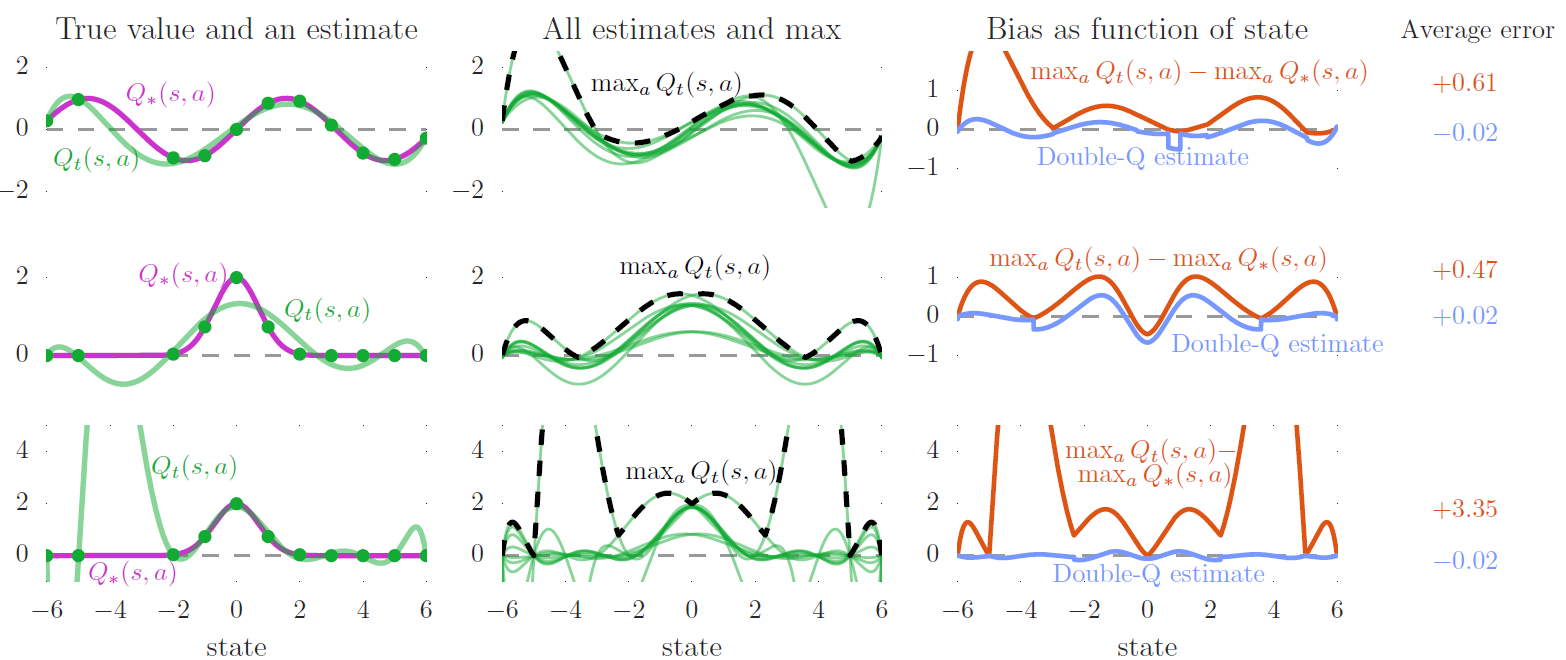 True value and an estimate
All estimates and max
Bias as function of state
Average error
2
0
−2
Q∗(s, a)
Qt(s, a)
2
0
−2
maxa Qt(s, a)
1
0
−1
maxa Qt(s, a) − maxa Q∗(s, a)
Double-Q estimate
+0.61
−0.02
2
0
Q∗(s, a)
Qt(s, a)
2
0
maxa Qt(s, a)
1
0
−1
maxa Qt(s, a) − maxa Q∗(s, a)
Double-Q estimate
+0.47
+0.02
4
2
0
Qt(s, a)
Q∗(s, a)
−6 −4 −2 0 2 4 6
state
4
2
0
maxa Qt(s, a)
−6 −4 −2 0 2 4 6
state
4
2
0
maxa Qt(s, a)−
maxa Q∗(s, a)
Double-Q estimate
−6 −4 −2 0 2 4 6
state
+3.35
−0.02